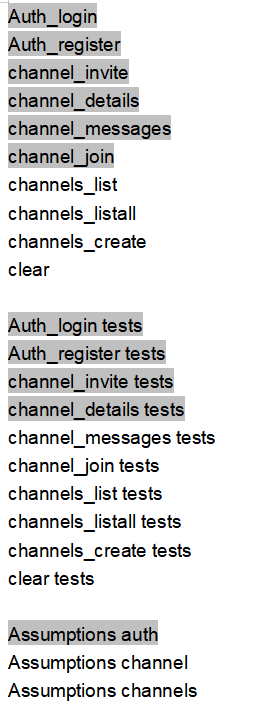 Auth_login
Auth_register
channel_invite
channel_details
channel_messages
channel_join
channels_list
channels_listall
channels_create
clear
Auth_login tests
Auth_register tests
channel_invite tests
channel_details tests
channel_messages tests
channel_join tests
channels_list tests
channels_listall tests
channels_create tests
clear tests
Assumptions auth
Assumptions channel
Assumptions channels